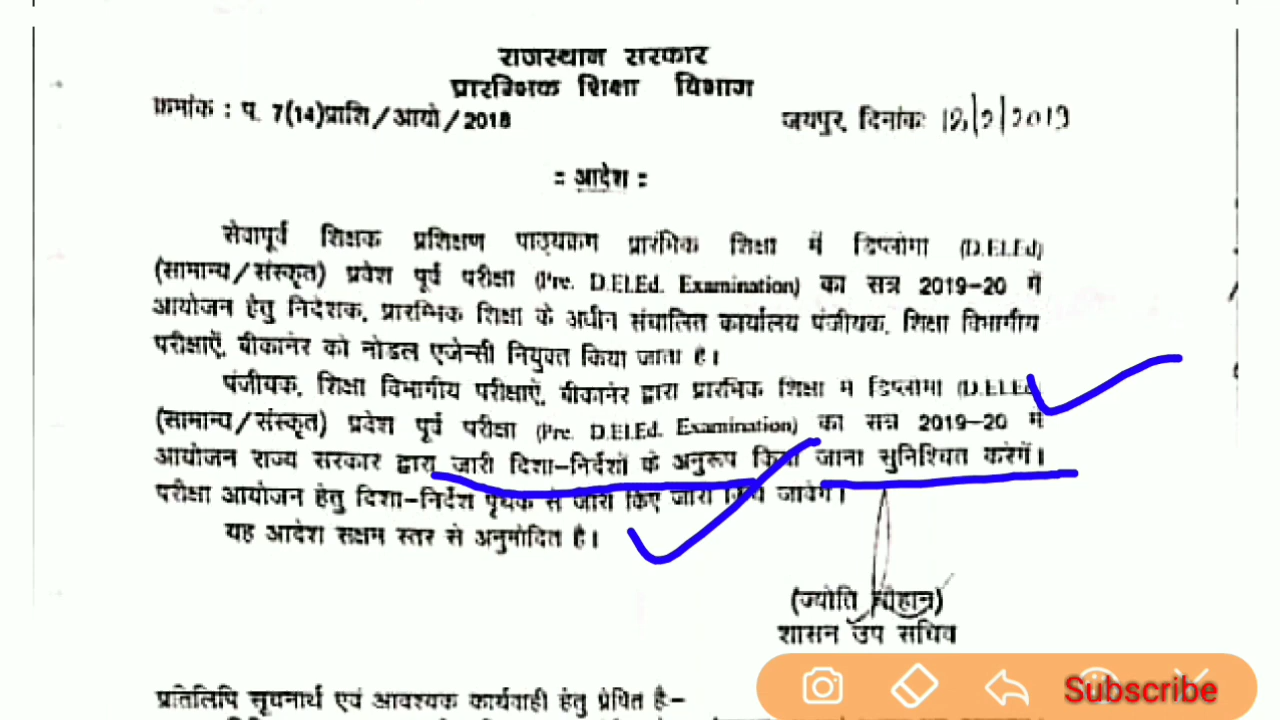 राजस्थान सरकार
प्रारम्भिक शिक्षा विभाग
क्रमांक : प. 7(14)प्राशि/आयो/2018 जयपुर, दिनांकः
= आदेश =
सेवापूर्व शिक्षक प्रशिक्षण पाठ्यक्रम प्रारंभिक शिक्षा में डिप्लोमा (D.El.Ed)
(सामान्य/संस्कृत) प्रवेश पूर्व परीक्षा (Pre. D.El.Ed. Examination) का सत्र 2019-20 में
आयोजन हेतु निदेशक, प्रारम्भिक शिक्षा के अधीन संचालित कार्यालय पंजीयक, शिक्षा विभागीय
परीक्षाऐं, बीकानेर को नोडल एजेन्सी नियुक्त किया जाता है।
पंजीयक, शिक्षा विभागीय परीक्षाऐं, बीकानेर द्वारा प्रारंभिक शिक्षा में डिप्लोमा (D.El.Ed)
(सामान्य/संस्कृत) प्रवेश पूर्व परीक्षा (Pre. D.El.Ed. Examination) का सत्र 2019-20 में
आयोजन राज्य सरकार द्वारा जारी दिशा-निर्देशों के अनुरूप किया जाना सुनिश्चित करेगें।
परीक्षा आयोजन हेतु दिशा-निर्देश पृथक से जारी किए जारी किये जावेगें।
यह आदेश सक्षम स्तर से अनुमोदित है।
(ज्योति चौहान)
शासन उप सचिव
प्रतिलिपि सूचनार्थ एवं आवश्यक कार्यवाही हेतु प्रेषित है:-
Subscribe